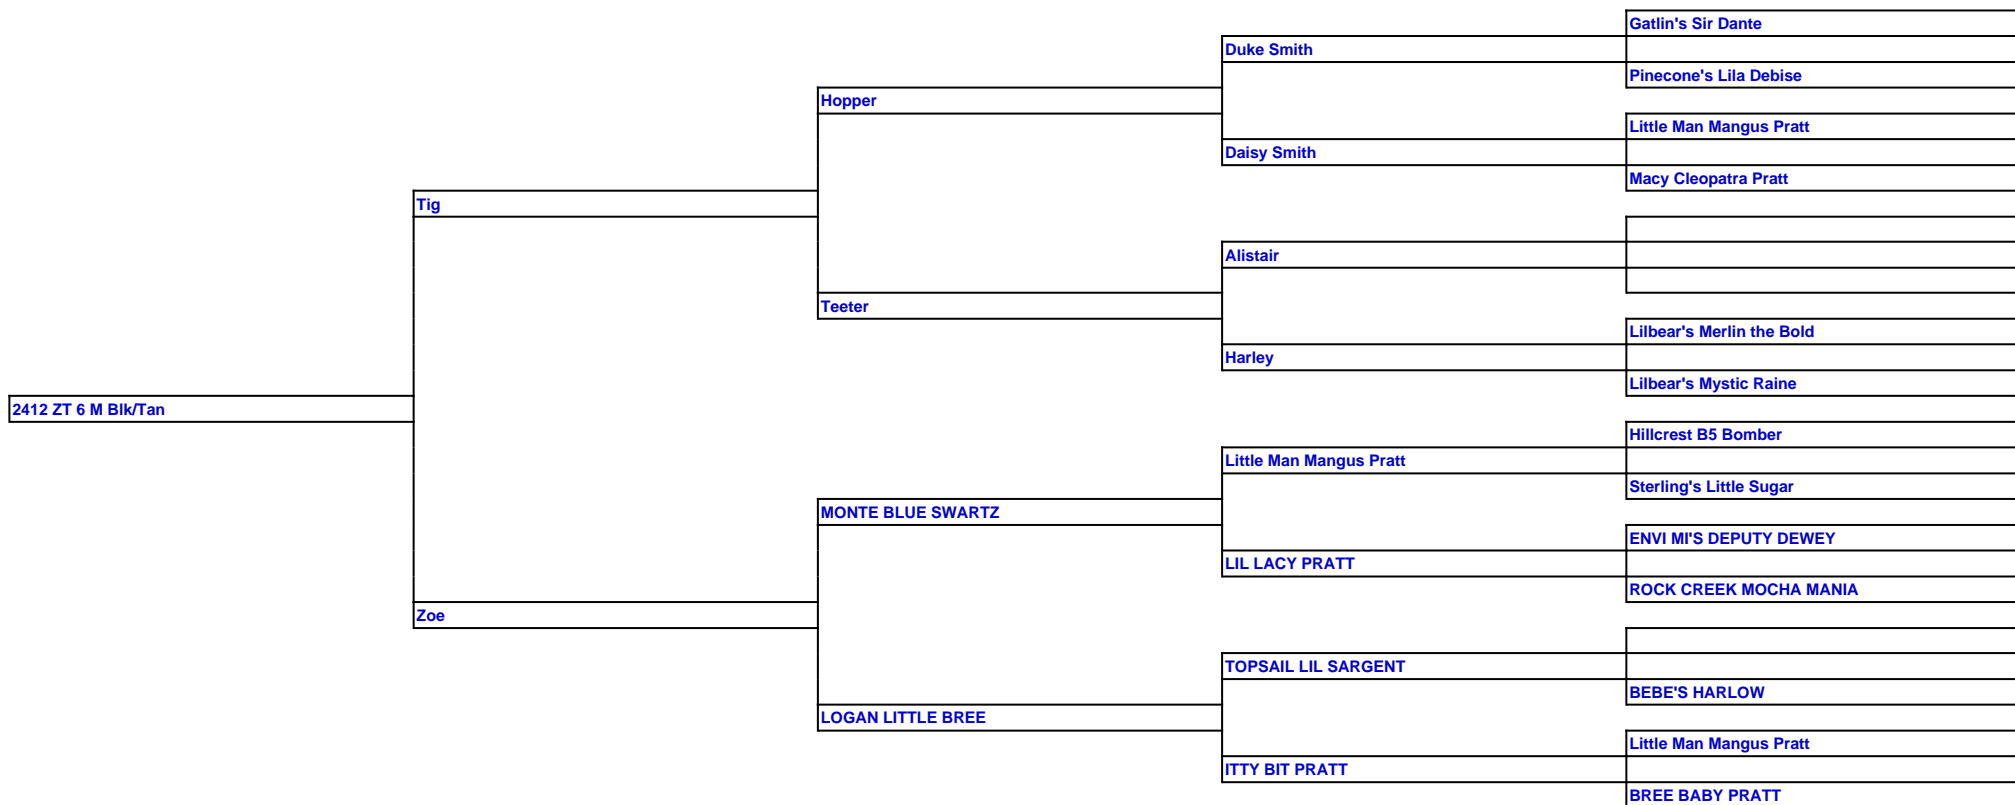 Gatlin's Sir Dante
Duke Smith
Pinecone's Lila Debise
Hopper
Little Man Mangus Pratt
Daisy Smith
Macy Cleopatra Pratt
Tig
Alistair
Teeter
Lilbear's Merlin the Bold
Harley
Lilbear's Mystic Raine
2412 ZT 6 M Blk/Tan
Hillcrest B5 Bomber
Little Man Mangus Pratt
Sterling's Little Sugar
MONTE BLUE SWARTZ
ENVI MI'S DEPUTY DEWEY
LIL LACY PRATT
ROCK CREEK MOCHA MANIA
Zoe
TOPSAIL LIL SARGENT
BEBE'S HARLOW
LOGAN LITTLE BREE
Little Man Mangus Pratt
ITTY BIT PRATT
BREE BABY PRATT